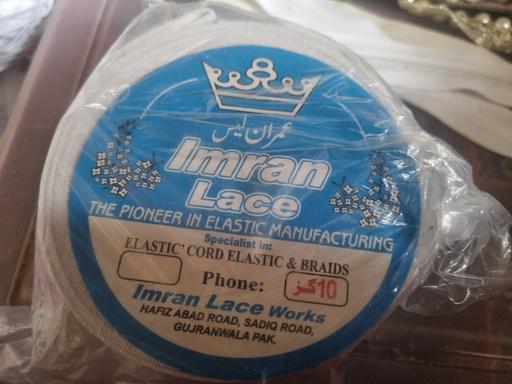 عمران لیس
Imran
Lace
THE PIONEER IN ELASTIC MANUFACTURING
Specialist in:
ELASTIC' CORD ELASTIC & BRAIDS
Phone: 10 گز
Imran Lace Works
HAFIZ ABAD ROAD, SADIQ ROAD,
GUJRANWALA PAK.